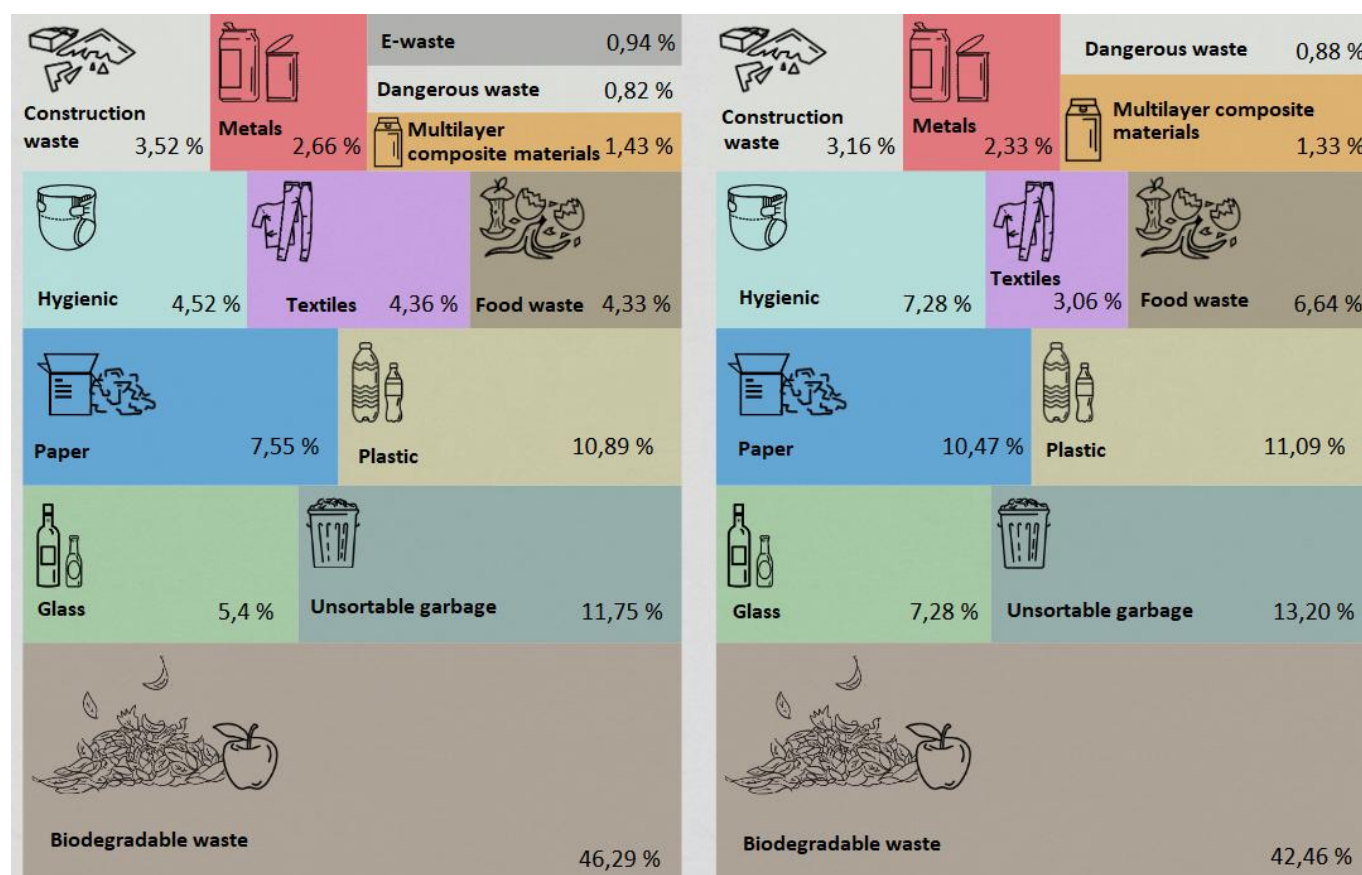 E-waste 0,94 %
Dangerous waste 0,82 %
Construction
waste 3,52 %
Metals 2,66 %
Multilayer
composite materials 1,43 %
Hygienic 4,52 %
Textiles 4,36 %
Food waste 4,33 %
Paper 7,55 %
Plastic 10,89 %
Glass 5,4 %
Unsortable garbage 11,75 %
Biodegradable waste 46,29 %
Dangerous waste 0,88 %
Construction
waste 3,16 %
Metals 2,33 %
Multilayer composite
materials 1,33 %
Hygienic 7,28 %
Textiles
3,06 %
Food waste 6,64 %
Paper 10,47 %
Plastic 11,09 %
Glass 7,28 %
Unsortable garbage 13,20 %
Biodegradable waste 42,46 %